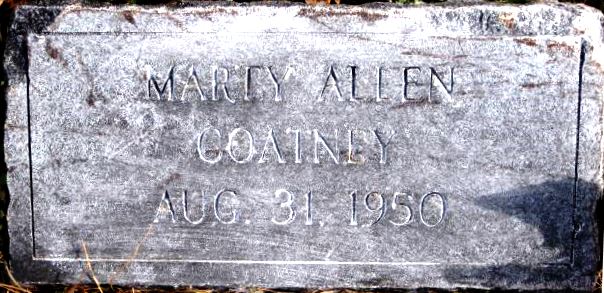 MARTY ALLEN
COATNEY
AUG. 31, 1950